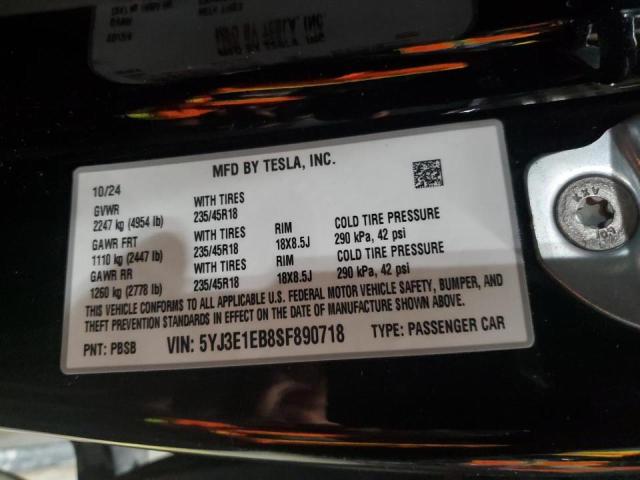 MFD BY TESLA, INC.
10/24
GVWR WITH TIRES
2247 kg (4954 lb) 235/45R18
GAWR FRT WITH TIRES RIM COLD TIRE PRESSURE
1110 kg (2447 lb) 235/45R18 18X8.5J 290 kPa, 42 psi
GAWR RR WITH TIRES RIM COLD TIRE PRESSURE
1260 kg (2778 lb) 235/45R18 18X8.5J 290 kPa, 42 psi
THIS VEHICLE CONFORMS TO ALL APPLICABLE U.S. FEDERAL MOTOR VEHICLE SAFETY, BUMPER, AND
THEFT PREVENTION STANDARDS IN EFFECT ON THE DATE OF MANUFACTURE SHOWN ABOVE.
PNT: PBSB VIN: 5YJ3E1EB8SF890718 TYPE: PASSENGER CAR